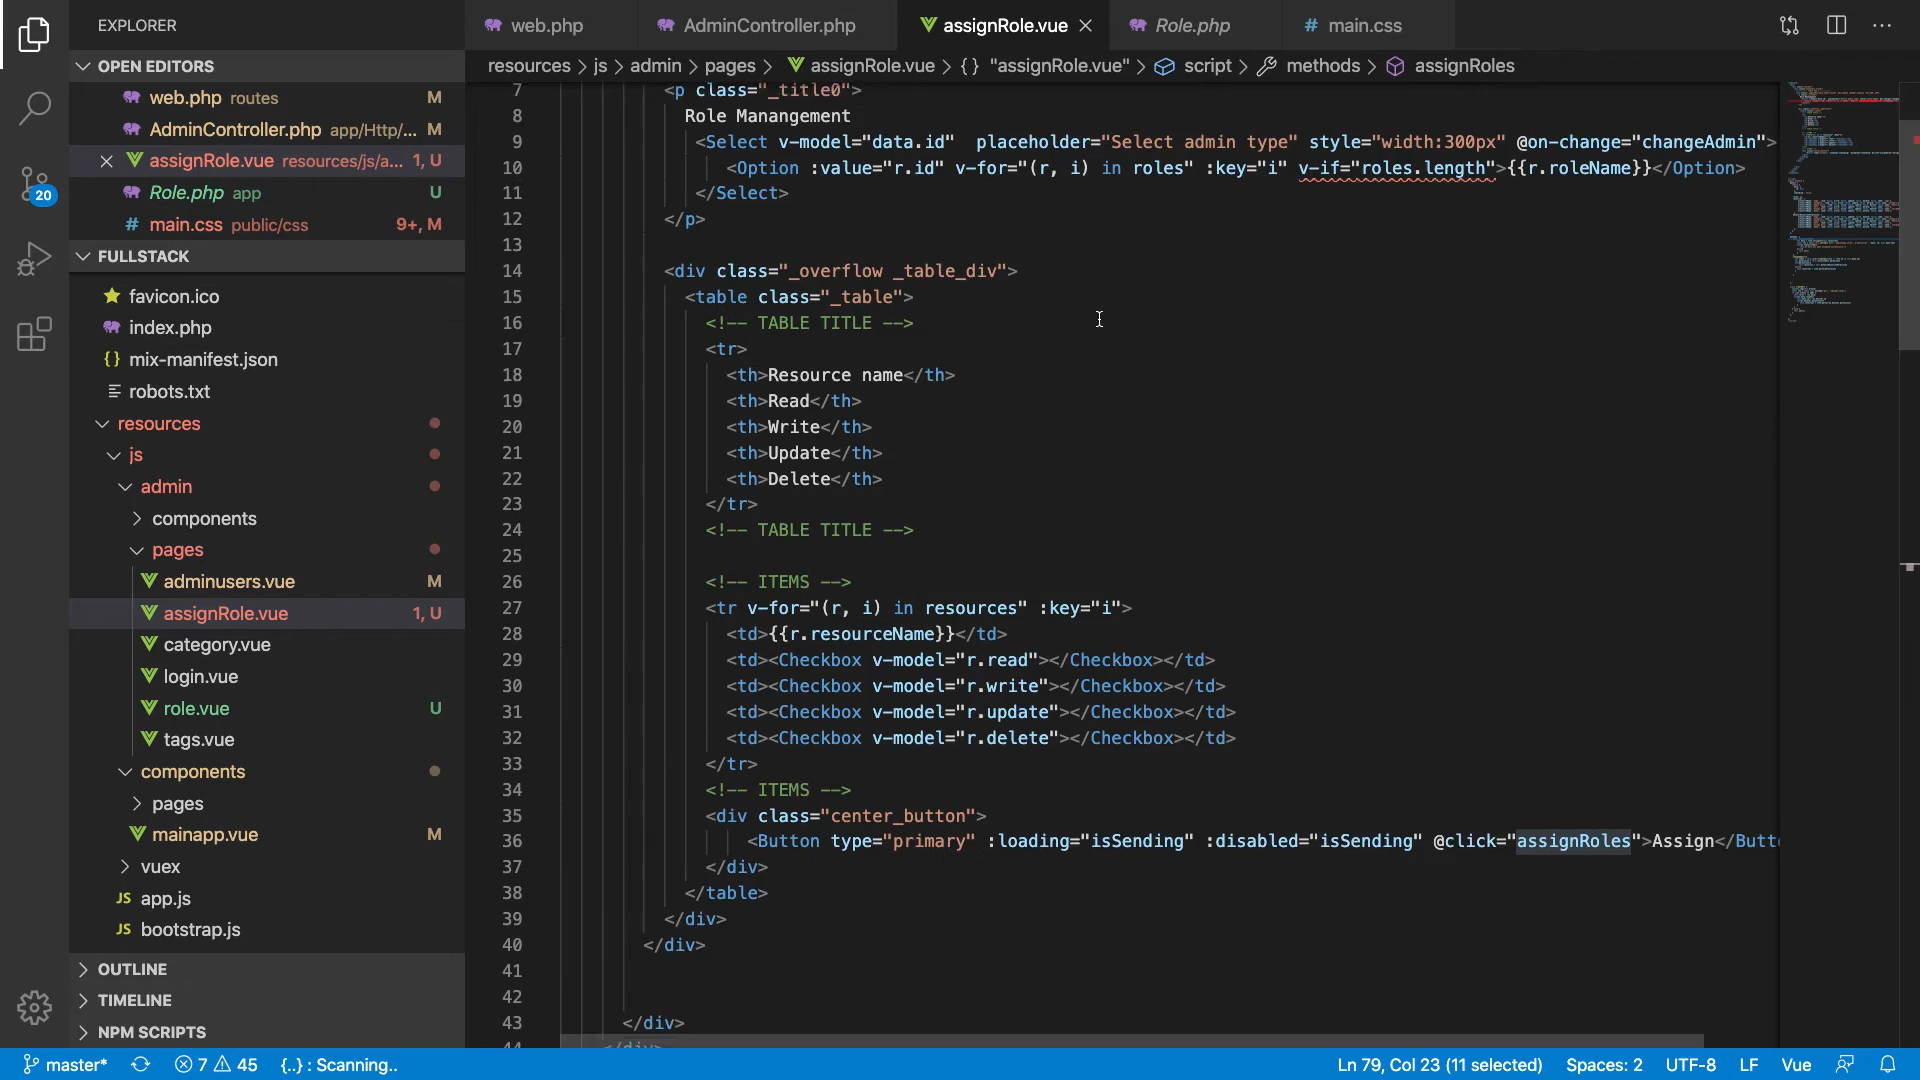 EXPLORER
web.php
AdminController.php
assignRole.vue
Role.php
# main.css
OPEN EDITORS
resources > js > admin > pages > assignRole.vue > {} "assignRole.vue" > script > methods > assignRoles
web.php routes M
AdminController.php app/Http/... M
assignRole.vue resources/js/a... 1, U
Role.php app U
# main.css public/css 9+, M
FULLSTACK
favicon.ico
index.php
{} mix-manifest.json
robots.txt
resources
js
admin
components
pages
adminusers.vue M
assignRole.vue 1, U
category.vue
login.vue
role.vue U
tags.vue
components
pages
mainapp.vue M
vuex
JS app.js
JS bootstrap.js
OUTLINE
TIMELINE
NPM SCRIPTS
20
7 <p class="_title0">
8 Role Manangement
9 <Select v-model="data.id"  placeholder="Select admin type" style="width:300px" @on-change="changeAdmin">
10 <Option :value="r.id" v-for="(r, i) in roles" :key="i" v-if="roles.length">{{r.roleName}}</Option>
11 </Select>
12 </p>
13
14 <div class="_overflow _table_div">
15 <table class="_table">
16 <!-- TABLE TITLE -->
17 <tr>
18 <th>Resource name</th>
19 <th>Read</th>
20 <th>Write</th>
21 <th>Update</th>
22 <th>Delete</th>
23 </tr>
24 <!-- TABLE TITLE -->
25
26 <!-- ITEMS -->
27 <tr v-for="(r, i) in resources" :key="i">
28 <td>{{r.resourceName}}</td>
29 <td><Checkbox v-model="r.read"></Checkbox></td>
30 <td><Checkbox v-model="r.write"></Checkbox></td>
31 <td><Checkbox v-model="r.update"></Checkbox></td>
32 <td><Checkbox v-model="r.delete"></Checkbox></td>
33 </tr>
34 <!-- ITEMS -->
35 <div class="center_button">
36 <Button type="primary" :loading="isSending" :disabled="isSending" @click="assignRoles">Assign</Butt
37 </div>
38 </table>
39 </div>
40 </div>
41
42
43 </div>
master* 7 45 {..} : Scanning.. Ln 79, Col 23 (11 selected) Spaces: 2 UTF-8 LF Vue